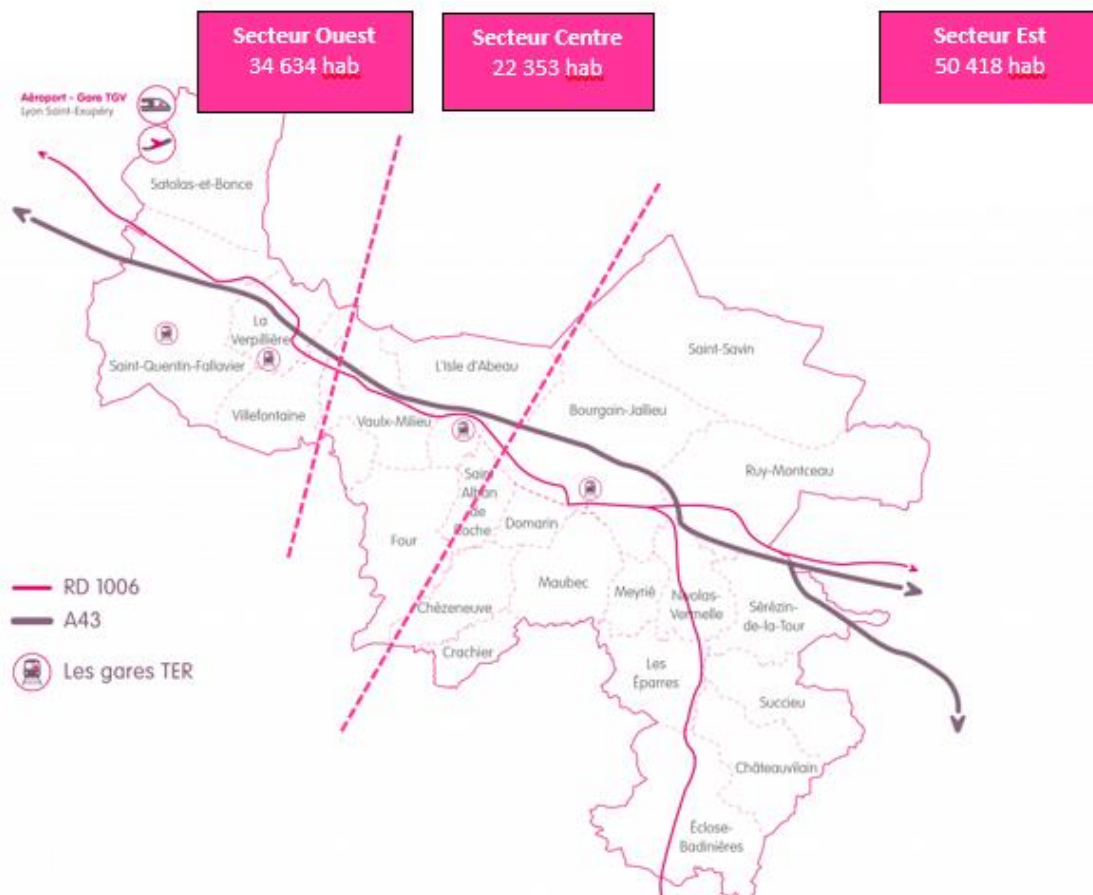 Secteur Ouest
34 634 hab
Secteur Centre
22 353 hab
Secteur Est
50 418 hab
Aéroport - Gare TGV
Lyon Saint-Exupéry
Satolas-et-Bonce
La
Verpillière
Saint-Quentin-Fallavier
Villefontaine
L'Isle d'Abeau
Vaulx-Milieu
Saint
Alban
de
Roche
Four
Chèzeneuve
Crachier
Saint-Savin
Bourgoin-Jallieu
Ruy-Montceau
Domarin
Maubec
Meyrié
Nivolas-
Vermelle
Sérézin-
de-la-Tour
Les
Éparres
Succieu
Châteauvilain
Éclose-
Badinières
RD 1006
A43
Les gares TER